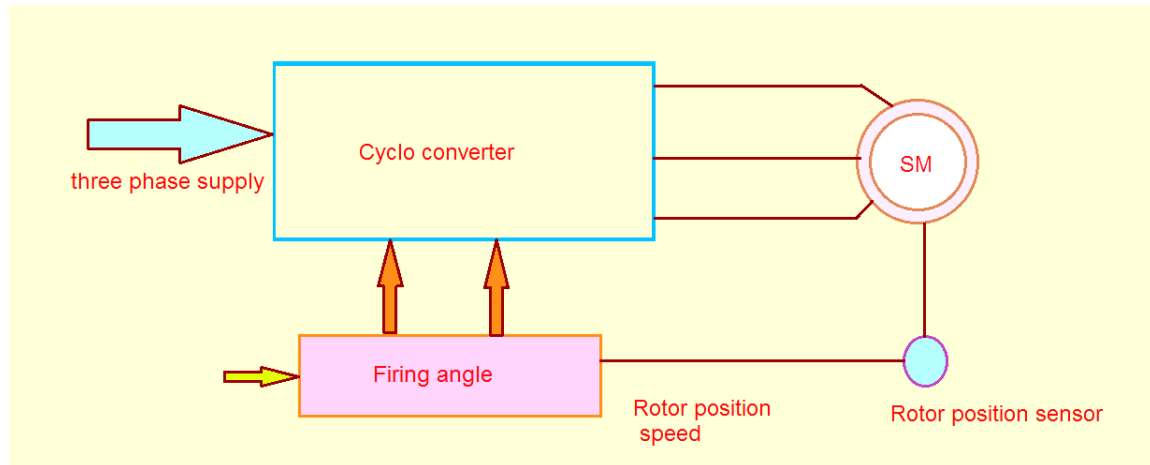 Cyclo converter
SM
three phase supply
Firing angle
Rotor position
speed
Rotor position sensor